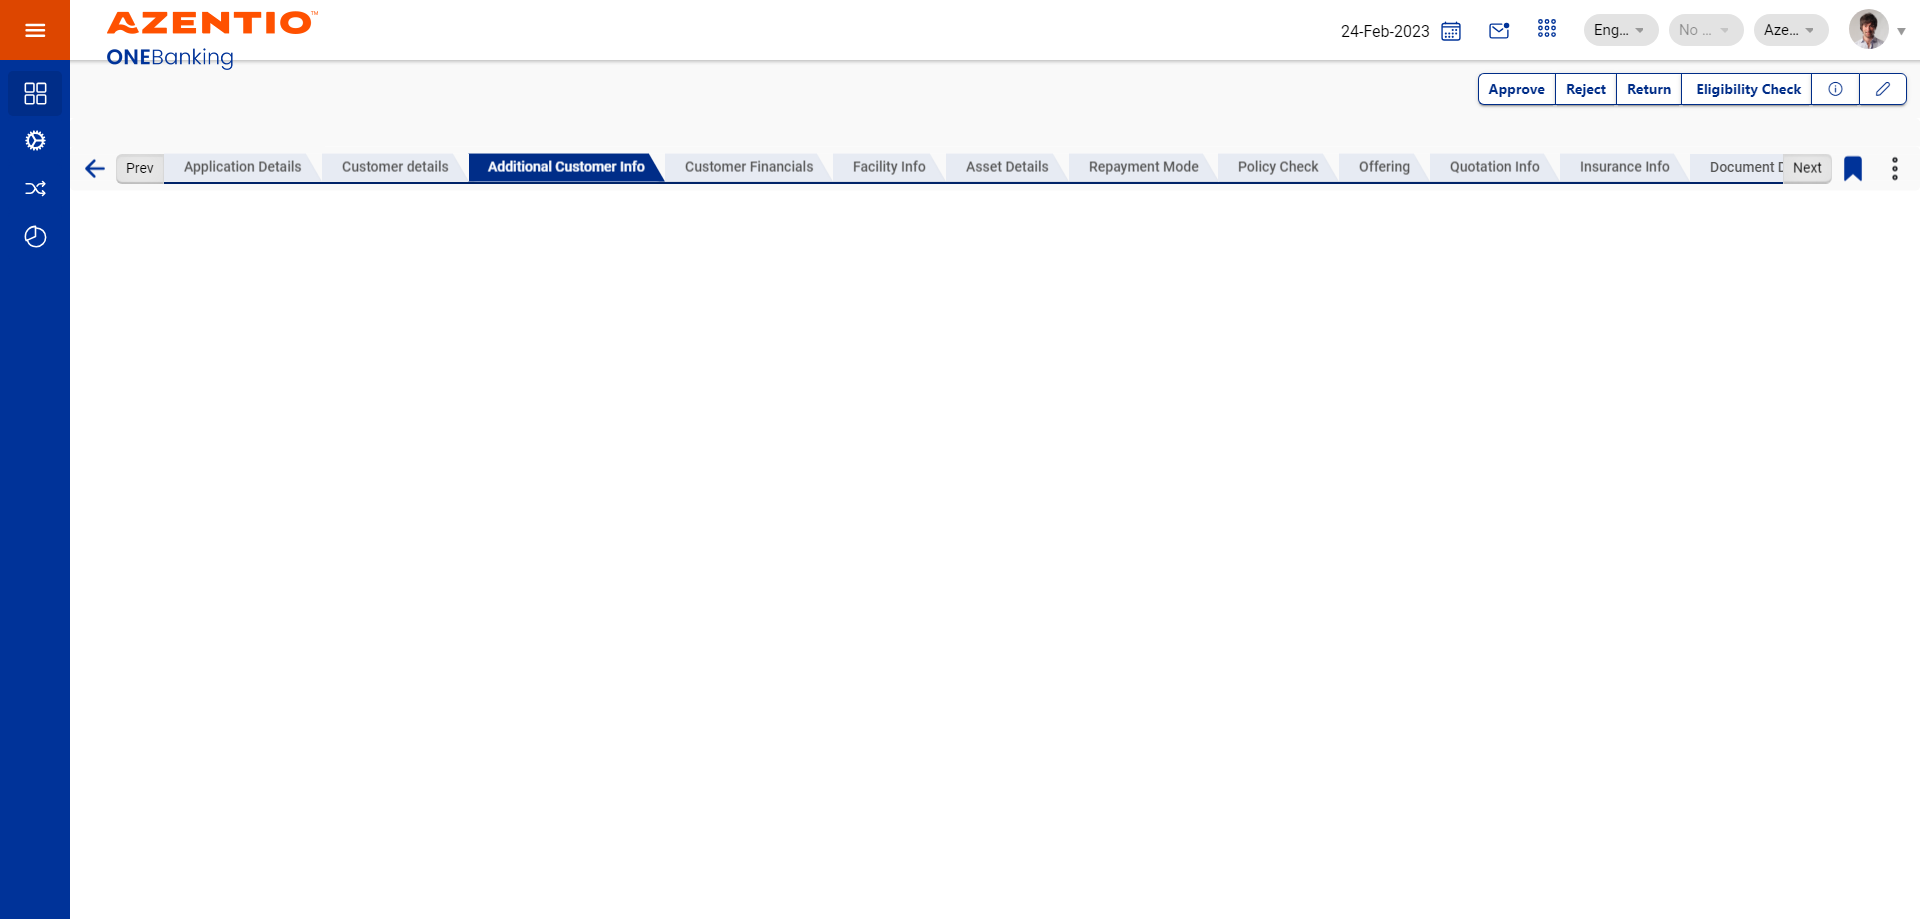 AZENTIO™
ONEBanking
24-Feb-2023
Eng...
No ...
Aze...
Approve
Reject
Return
Eligibility Check
Prev
Application Details
Customer details
Additional Customer Info
Customer Financials
Facility Info
Asset Details
Repayment Mode
Policy Check
Offering
Quotation Info
Insurance Info
Document D
Next